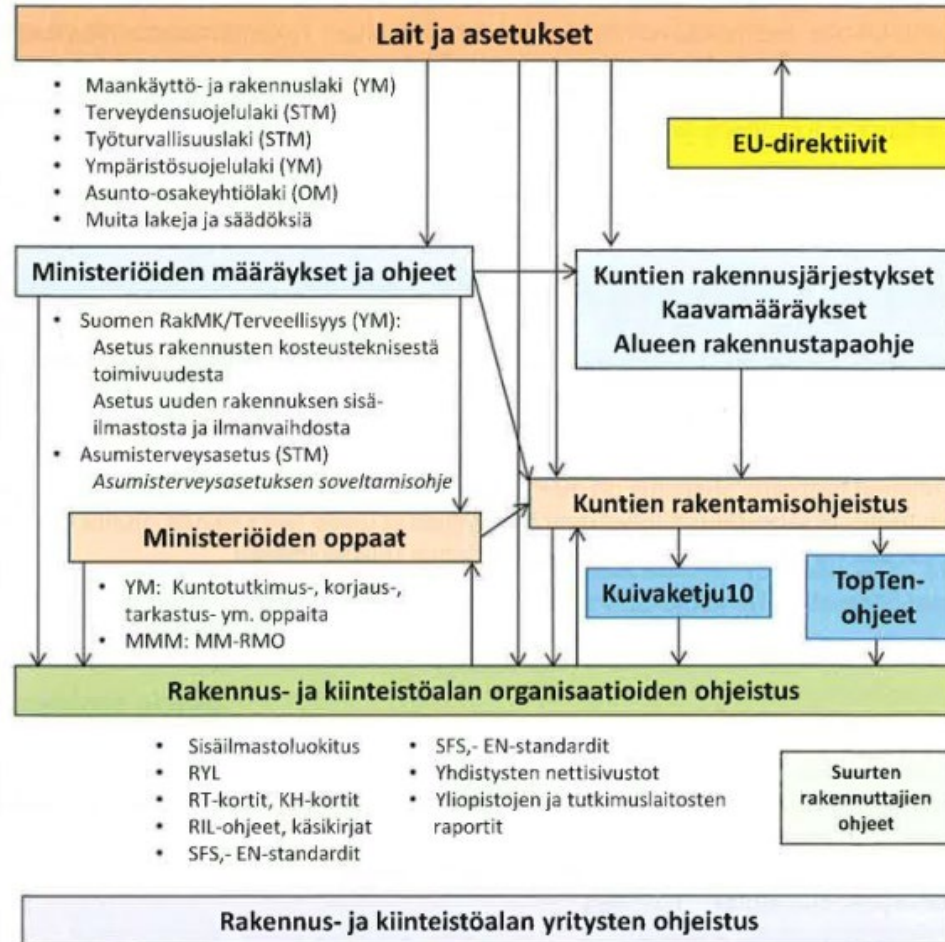 Lait ja asetukset
• Maankäyttö- ja rakennuslaki (YM)
• Terveydensuojelulaki (STM)
• Työturvallisuuslaki (STM)
• Ympäristösuojelulaki (YM)
• Asunto-osakeyhtiölaki (OM)
• Muita lakeja ja säädöksiä
EU-direktiivit
Ministeriöiden määräykset ja ohjeet
• Suomen RakMK/Terveellisyys (YM):
Asetus rakennusten kosteusteknisestä
toimivuudesta
Asetus uuden rakennuksen sisä-
ilmastosta ja ilmanvaihdosta
• Asumisterveysasetus (STM)
Asumisterveysasetuksen soveltamisohje
Kuntien rakennusjärjestykset
Kaavamääräykset
Alueen rakennustapaohje
Kuntien rakentamisohjeistus
Ministeriöiden oppaat
• YM: Kuntotutkimus-, korjaus-,
tarkastus- ym. oppaita
• MMM: MM-RMO
Kuivaketju10
TopTen-
ohjeet
Rakennus- ja kiinteistöalan organisaatioiden ohjeistus
• Sisäilmastoluokitus
• RYL
• RT-kortit, KH-kortit
• RIL-ohjeet, käsikirjat
• SFS,- EN-standardit
• SFS,- EN-standardit
• Yhdistysten nettisivustot
• Yliopistojen ja tutkimuslaitosten
raportit
Suurten
rakennuttajien
ohjeet
Rakennus- ja kiinteistöalan yritysten ohjeistus